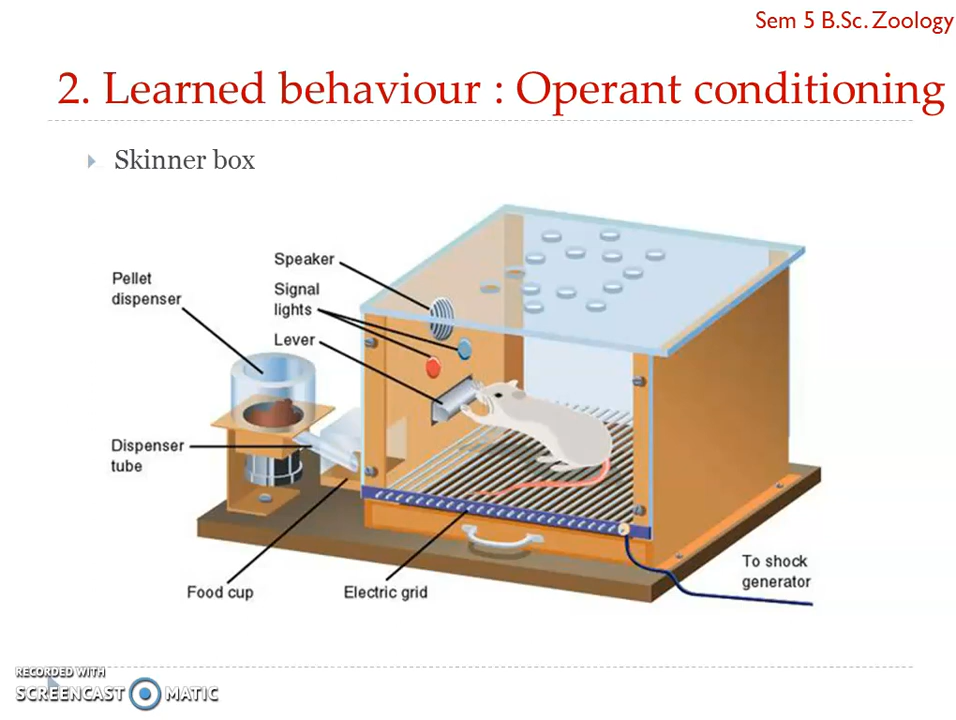 Sem 5 B.Sc. Zoology
2. Learned behaviour : Operant conditioning
Skinner box
Speaker
Pellet
dispenser
Signal
lights
Lever
Dispenser
tube
To shock
generator
Food cup
Electric grid
RECORDED WITH
SCREENCAST MATIC